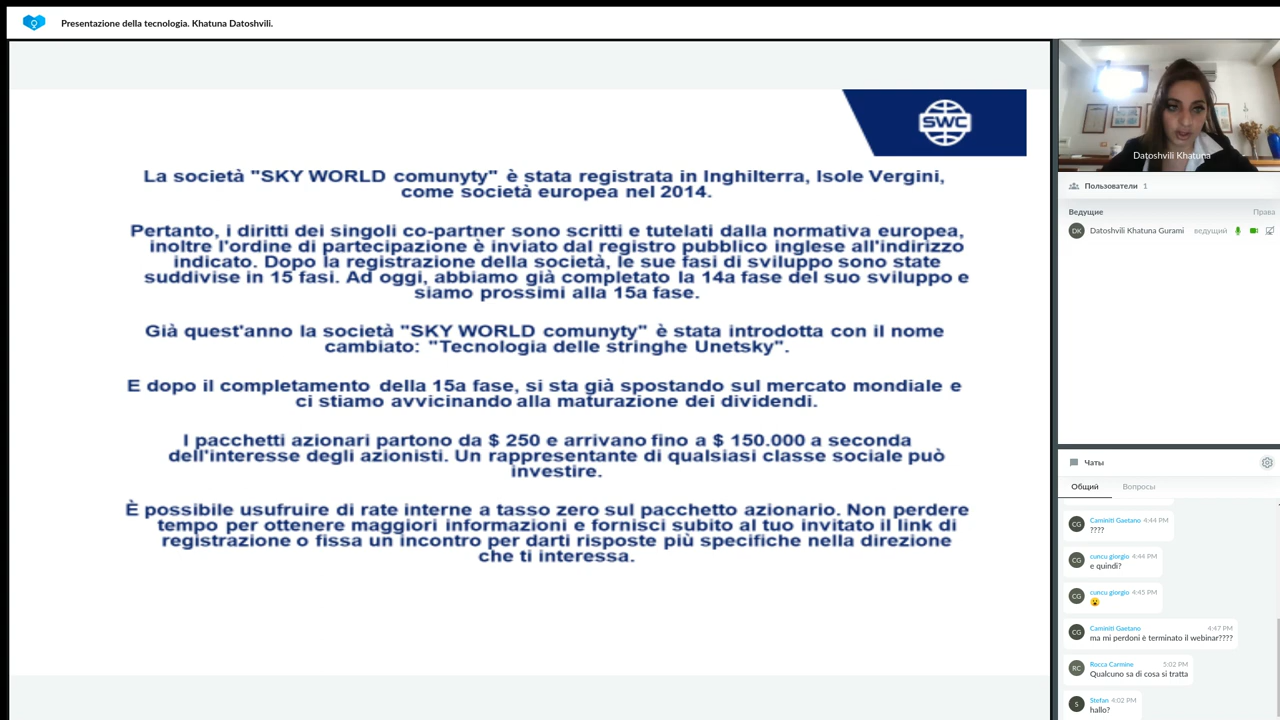 Presentazione della tecnologia. Khatuna Datoshvili.
SWC
La società "SKY WORLD comunyty" è stata registrata in Inghilterra, Isole Vergini,
come società europea nel 2014.
Pertanto, i diritti dei singoli co-partner sono scritti e tutelati dalla normativa europea,
inoltre l'ordine di partecipazione è inviato dal registro pubblico inglese all'indirizzo
indicato. Dopo la registrazione della società, le sue fasi di sviluppo sono state
suddivise in 15 fasi. Ad oggi, abbiamo già completato la 14a fase del suo sviluppo e
siamo prossimi alla 15a fase.
Già quest'anno la società "SKY WORLD comunyty" è stata introdotta con il nome
cambiato: "Tecnologia delle stringhe Unetsky".
E dopo il completamento della 15a fase, si sta già spostando sul mercato mondiale e
ci stiamo avvicinando alla maturazione dei dividendi.
I pacchetti azionari partono da $ 250 e arrivano fino a $ 150.000 a seconda
dell'interesse degli azionisti. Un rappresentante di qualsiasi classe sociale può
investire.
È possibile usufruire di rate interne a tasso zero sul pacchetto azionario. Non perdere
tempo per ottenere maggiori informazioni e fornisci subito al tuo invitato il link di
registrazione o fissa un incontro per darti risposte più specifiche nella direzione
che ti interessa.
Datoshvili Khatuna
Пользователи 1
Ведущие Права
DK Datoshvili Khatuna Gurami ведущий
Чаты
Общий Вопросы
CG Caminiti Gaetano 4:44 PM
????
CG cuncu giorgio 4:44 PM
e quindi?
CG cuncu giorgio 4:45 PM
😮
CG Caminiti Gaetano 4:47 PM
ma mi perdoni è terminato il webinar????
RC Rocca Carmine 5:02 PM
Qualcuno sa di cosa si tratta
S Stefan 4:02 PM
hallo?